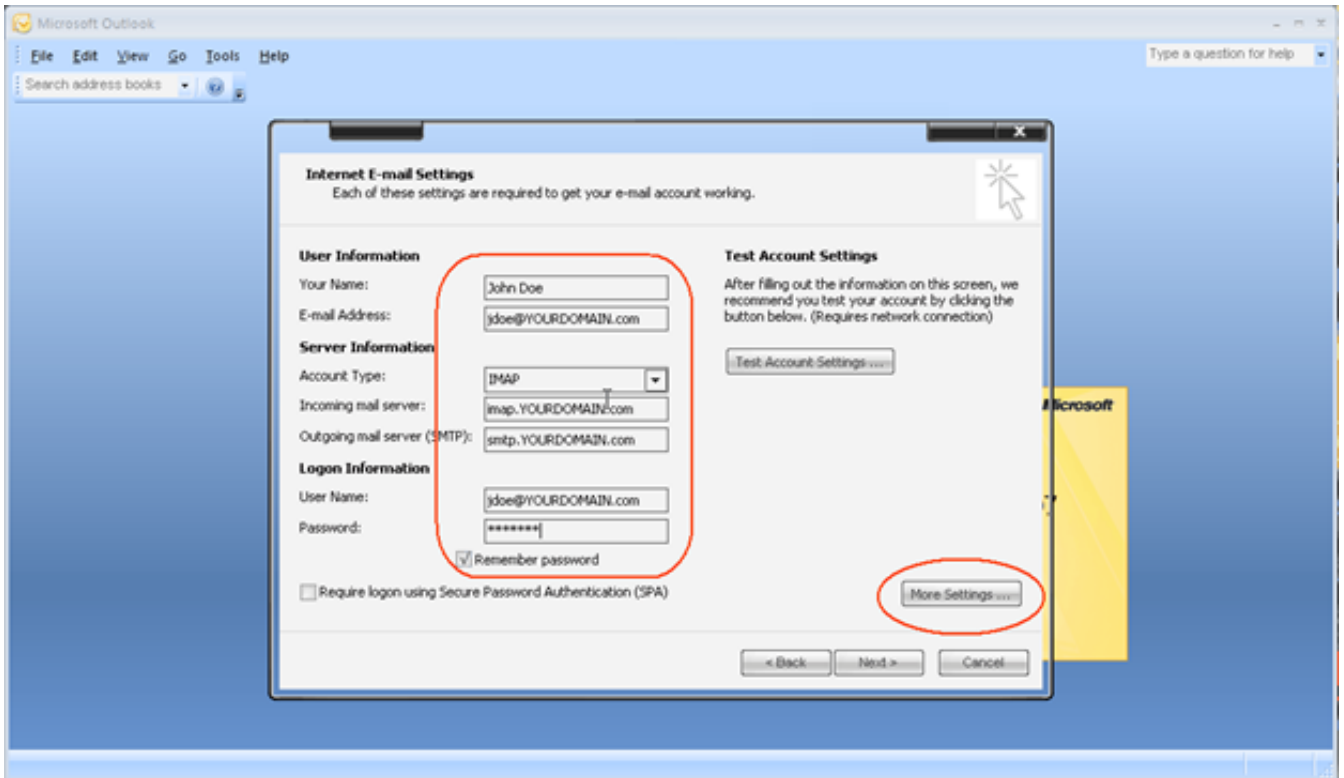 Microsoft Outlook
File Edit View Go Tools Help
Type a question for help
Search address books
Internet E-mail Settings
Each of these settings are required to get your e-mail account working.
User Information
Your Name: John Doe
E-mail Address: jdoe@YOURDOMAIN.com
Server Information
Account Type: IMAP
Incoming mail server: imap.YOURDOMAIN.com
Outgoing mail server (SMTP): smtp.YOURDOMAIN.com
Logon Information
User Name: jdoe@YOURDOMAIN.com
Password: *******
Remember password
Require logon using Secure Password Authentication (SPA)
Test Account Settings
After filling out the information on this screen, we
recommend you test your account by clicking the
button below. (Requires network connection)
Test Account Settings ...
Microsoft
More Settings ...
< Back Next > Cancel